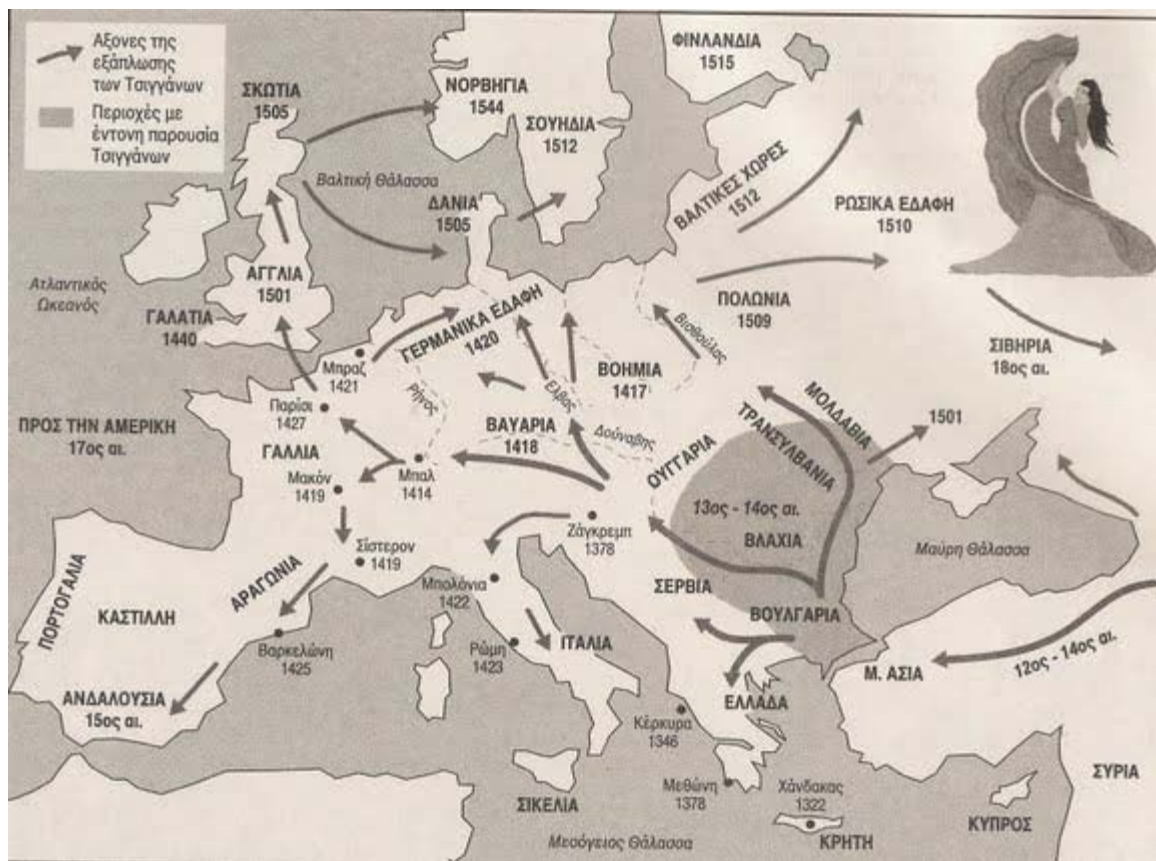 Αξονες της
εξάπλωσης
των Τσιγγάνων
Περιοχές με
έντονη παρουσία
Τσιγγάνων
ΦΙΝΛΑΝΔΙΑ
1515
ΣΚΩΤΙΑ
1505
ΝΟΡΒΗΓΙΑ
1544
ΣΟΥΗΔΙΑ
1512
Βαλτική Θάλασσα
ΒΑΛΤΙΚΕΣ ΧΩΡΕΣ
1512
ΔΑΝΙΑ
1505
ΡΩΣΙΚΑ ΕΔΑΦΗ
1510
Ατλαντικός
Ωκεανός
ΑΓΓΛΙΑ
1501
ΓΑΛΑΤΙΑ
1440
ΓΕΡΜΑΝΙΚΑ ΕΔΑΦΗ
1420
ΠΟΛΩΝΙΑ
1509
Βισθούλας
ΣΙΒΗΡΙΑ
18ος αι.
Μπραζ
1421
Ρήγος
Ελβας
ΒΟΗΜΙΑ
1417
Παρίσι
1427
ΠΡΟΣ ΤΗΝ ΑΜΕΡΙΚΗ
17ος αι.
ΓΑΛΛΙΑ
ΒΑΥΑΡΙΑ
1418
Δούναβης
ΟΥΓΓΑΡΙΑ
ΤΡΑΝΣΥΛΒΑΝΙΑ
ΜΟΛΔΑΒΙΑ
1501
Μακόν
1419
Μπαλ
1414
13ος - 14ος αι.
ΒΛΑΧΙΑ
Ζάγκρεμπ
1378
Μαύρη Θάλασσα
Σίστερον
1419
ΑΡΑΓΩΝΙΑ
Μπολόνια
1422
ΣΕΡΒΙΑ
ΒΟΥΛΓΑΡΙΑ
ΠΟΡΤΟΓΑΛΙΑ
ΚΑΣΤΙΛΛΗ
Βαρκελώνη
1425
Ρώμη
1423
ΙΤΑΛΙΑ
Μ. ΑΣΙΑ
12ος - 14ος αι.
ΑΝΔΑΛΟΥΣΙΑ
15ος αι.
ΕΛΛΑΔΑ
Κέρκυρα
1346
Μεθώνη
1378
Χάνδακας
1322
ΣΥΡΙΑ
ΣΙΚΕΛΙΑ
ΚΥΠΡΟΣ
ΚΡΗΤΗ
Μεσόγειος Θάλασσα